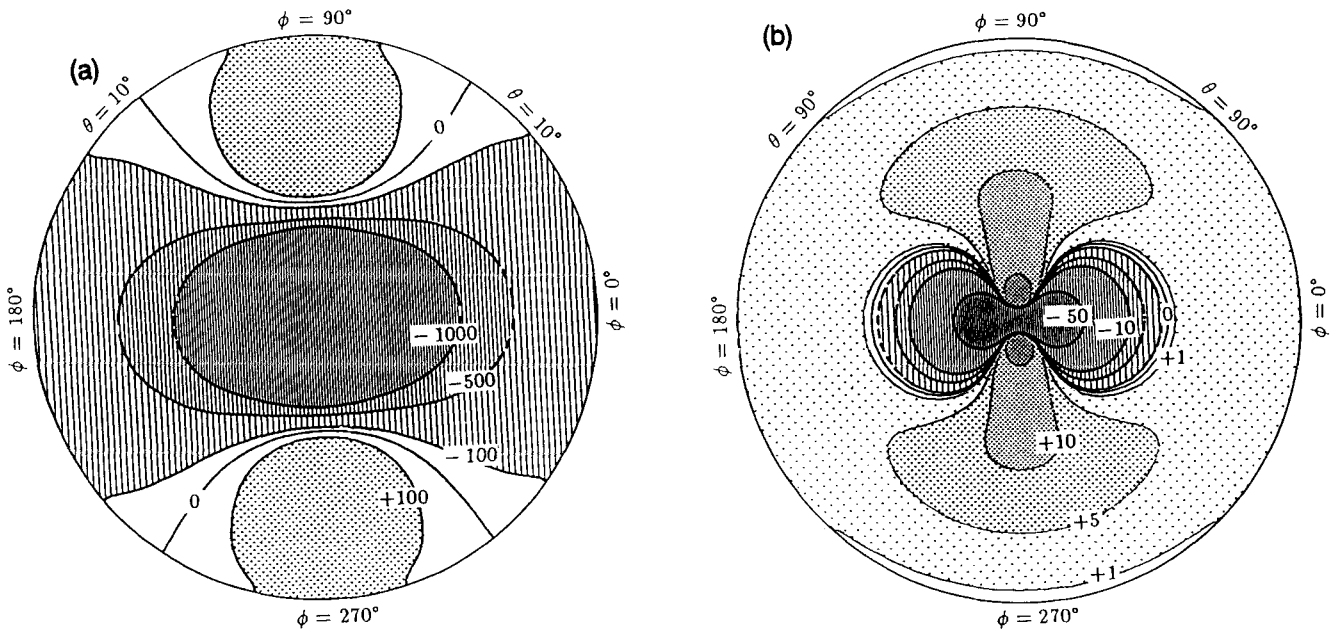 (a)
ϕ = 90°
θ = 10°
θ = 10°
0
ϕ = 180°
ϕ = 0°
−1000
−500
−100
0
+100
ϕ = 270°
(b)
ϕ = 90°
θ = 90°
θ = 90°
ϕ = 180°
ϕ = 0°
−50
−10
0
+1
+10
+5
+1
ϕ = 270°